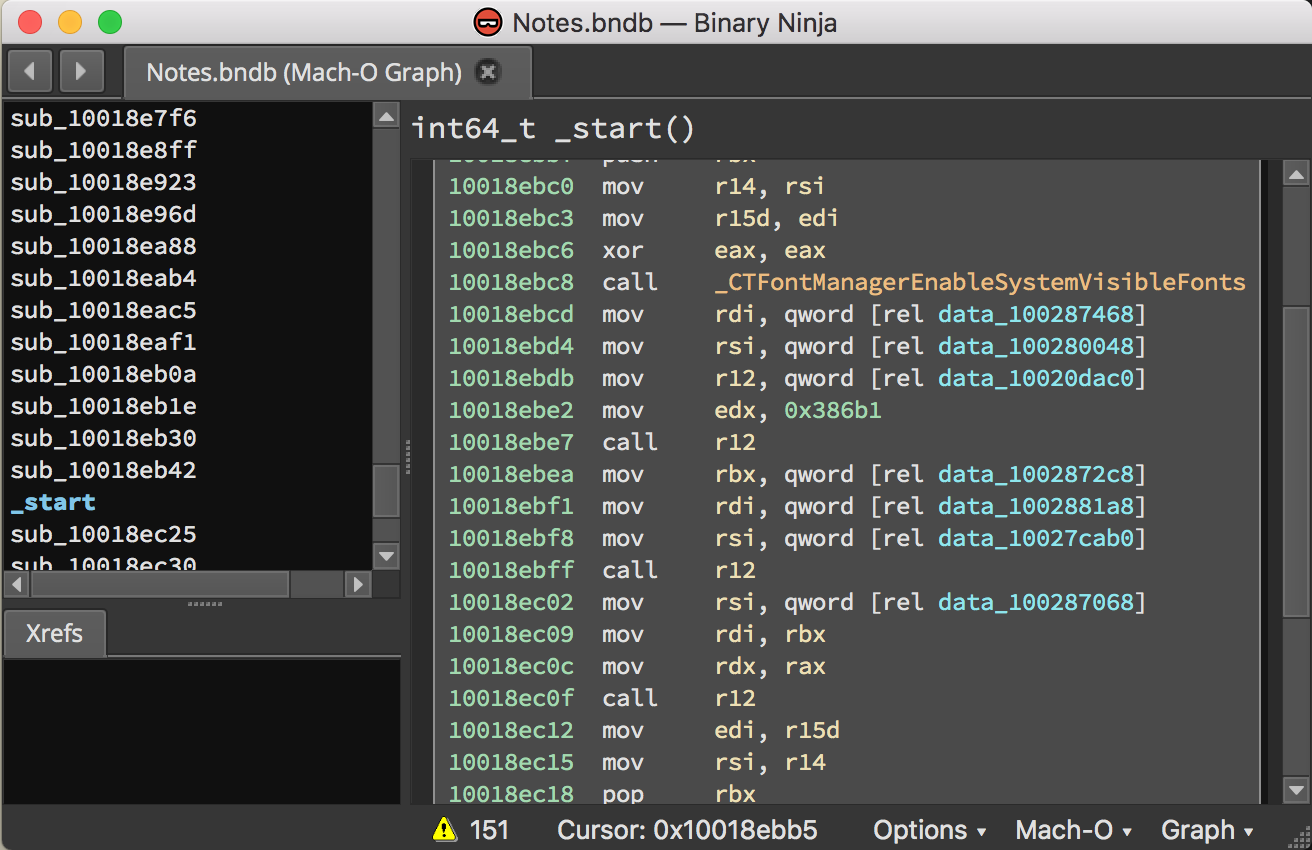 Notes.bndb — Binary Ninja
Notes.bndb (Mach-O Graph)
sub_10018e7f6
sub_10018e8ff
sub_10018e923
sub_10018e96d
sub_10018ea88
sub_10018eab4
sub_10018eac5
sub_10018eaf1
sub_10018eb0a
sub_10018eb1e
sub_10018eb30
sub_10018eb42
_start
sub_10018ec25
sub_10018ec30
Xrefs
int64_t _start()
push rbx
10018ebc0 mov r14, rsi
10018ebc3 mov r15d, edi
10018ebc6 xor eax, eax
10018ebc8 call _CTFontManagerEnableSystemVisibleFonts
10018ebcd mov rdi, qword [rel data_100287468]
10018ebd4 mov rsi, qword [rel data_100280048]
10018ebdb mov r12, qword [rel data_10020dac0]
10018ebe2 mov edx, 0x386b1
10018ebe7 call r12
10018ebea mov rbx, qword [rel data_1002872c8]
10018ebf1 mov rdi, qword [rel data_1002881a8]
10018ebf8 mov rsi, qword [rel data_10027cab0]
10018ebff call r12
10018ec02 mov rsi, qword [rel data_100287068]
10018ec09 mov rdi, rbx
10018ec0c mov rdx, rax
10018ec0f call r12
10018ec12 mov edi, r15d
10018ec15 mov rsi, r14
10018ec18 pop rbx
151 Cursor: 0x10018ebb5 Options Mach-O Graph